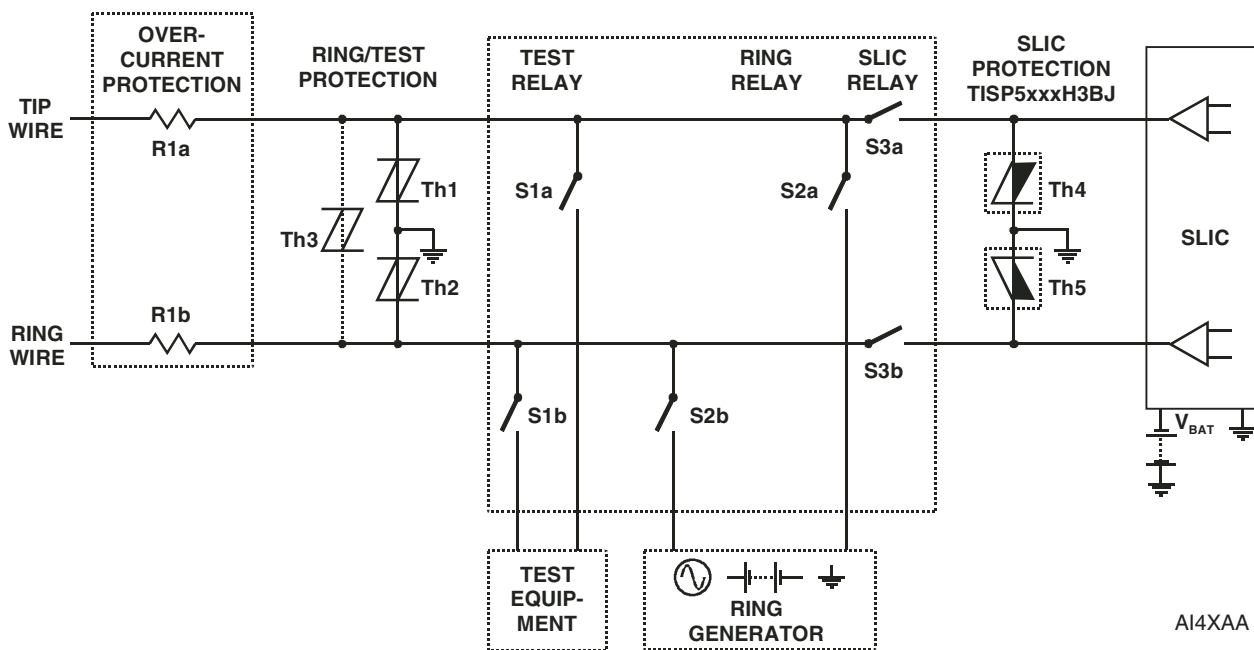 OVER-
CURRENT
PROTECTION
RING/TEST
PROTECTION
TEST
RELAY
RING
RELAY
SLIC
RELAY
SLIC
PROTECTION
TISP5xxxH3BJ
TIP
WIRE
R1a
S3a
Th1
S1a
S2a
Th4
Th3
SLIC
Th2
Th5
R1b
RING
WIRE
S3b
S1b
S2b
VBAT
TEST
EQUIP-
MENT
RING
GENERATOR
AI4XAA